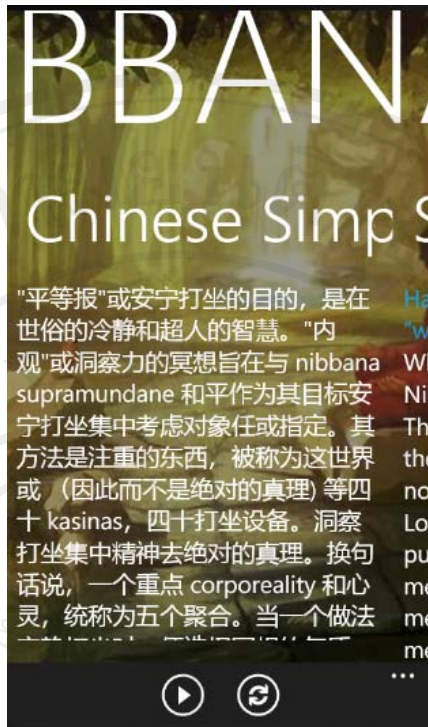 BBANA
Chinese Simp S
"平等报"或安宁打坐的目的，是在
世俗的冷静和超人的智慧。"内
观"或洞察力的冥想旨在与 nibbana
supramundane 和平作为其目标安
宁打坐集中考虑对象任或指定。其
方法是注重的东西，被称为这世界
或 （因此而不是绝对的真理) 等四
十 kasinas，四十打坐设备。洞察
打坐集中精神去绝对的真理。换句
话说，一个重点 corporeality 和心
灵，统称为五个聚合。当一个做法
Ha
"w
Wh
Ni
Th
the
no
Lo
pu
me
me
me